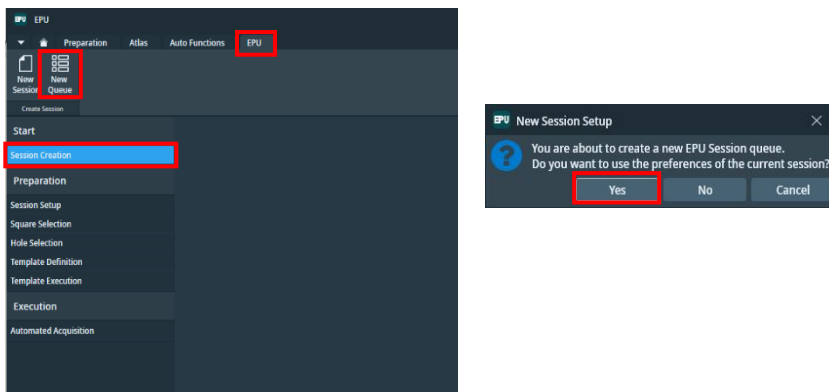 EPU EPU
Preparation Atlas Auto Functions EPU
New Session
New Queue
Create Session
Start
Session Creation
Preparation
Session Setup
Square Selection
Hole Selection
Template Definition
Template Execution
Execution
Automated Acquisition
EPU New Session Setup
You are about to create a new EPU Session queue.
Do you want to use the preferences of the current session?
Yes No Cancel